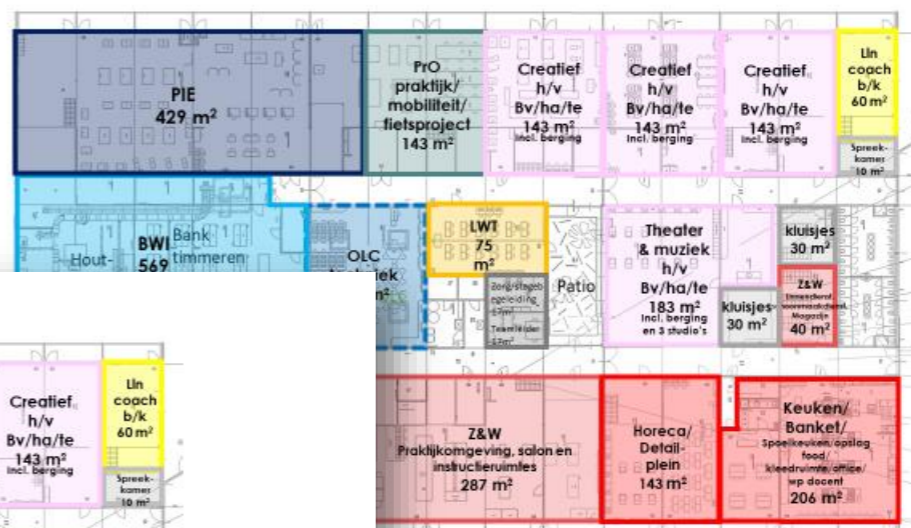 PIE
429 m²
PrO
praktijk/
mobiliteit/
fietsproject
143 m²
Creatief
h/v
Bv/ha/te
143 m²
Incl. berging
Creatief
h/v
Bv/ha/te
143 m²
Incl. berging
Creatief
h/v
Bv/ha/te
143 m²
Incl. berging
Lln
coach
b/k
60 m²
Spreek-
kamer
10 m²
BWI
569
Hout-
Bank
timmeren
OLC
LWT
75
m²
Teamleider
Patio
Theater
& muziek
h/v
Bv/ha/te
183 m²
Incl. berging
en 3 studio's
kluisjes
30 m²
kluisjes
30 m²
Z&W
Magazijn
40 m²
Creatief
h/v
Bv/ha/te
143 m²
Incl. berging
Lln
coach
b/k
60 m²
Spreek-
kamer
10 m²
Z&W
Praktijkomgeving, salon en
instructieruimtes
287 m²
Horeca/
Detail-
plein
143 m²
Keuken/
Banket/
Spoelkeuken/opslag
food/
kleedruimte/office/
wp docent
206 m²